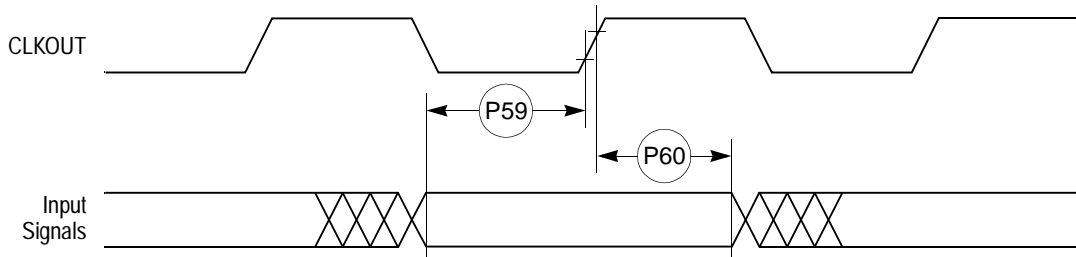 CLKOUT
P59
P60
Input
Signals